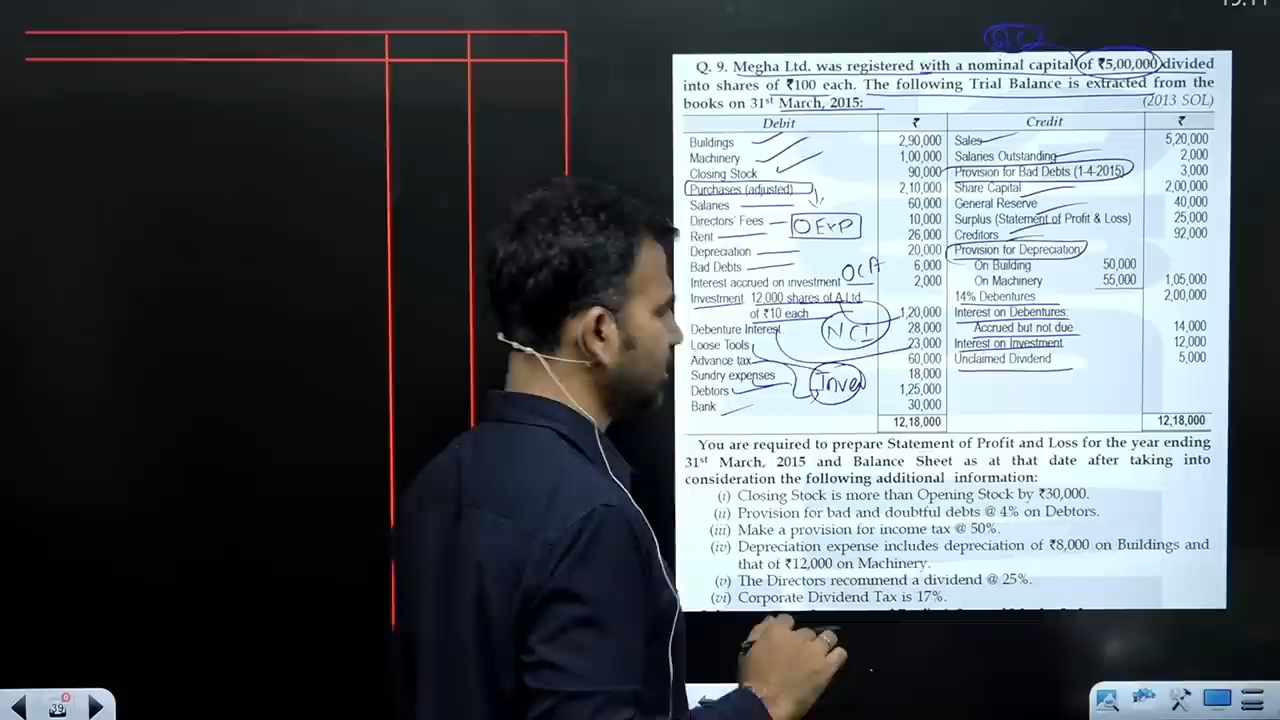 Q. 9. Megha Ltd. was registered with a nominal capital of ₹5,00,000 divided
into shares of ₹100 each. The following Trial Balance is extracted from the
books on 31st March, 2015: (2013 SOL)
Debit ₹ Credit ₹
Buildings 2,90,000 Sales 5,20,000
Machinery 1,00,000 Salaries Outstanding 2,000
Closing Stock 90,000 Provision for Bad Debts (1-4-2015) 3,000
Purchases (adjusted) 2,10,000 Share Capital 2,00,000
Salaries 60,000 General Reserve 40,000
Directors' Fees 10,000 Surplus (Statement of Profit & Loss) 25,000
O Exp
Rent 26,000 Creditors 92,000
Depreciation 20,000 Provision for Depreciation
Bad Debts 6,000 On Building 50,000
OCA
Interest accrued on investment 2,000 On Machinery 55,000 1,05,000
Investment 12,000 shares of A Ltd. 14% Debentures 2,00,000
of ₹10 each 1,20,000 Interest on Debentures:
NCI
Debenture Interest 28,000 Accrued but not due 14,000
Loose Tools 23,000 Interest on Investment 12,000
Advance tax 60,000 Unclaimed Dividend 5,000
Sundry expenses 18,000
Inve
Debtors 1,25,000
Bank 30,000
12,18,000 12,18,000
You are required to prepare Statement of Profit and Loss for the year ending
31st March, 2015 and Balance Sheet as at that date after taking into
consideration the following additional information:
(i) Closing Stock is more than Opening Stock by ₹30,000.
(ii) Provision for bad and doubtful debts @ 4% on Debtors.
(iii) Make a provision for income tax @ 50%.
(iv) Depreciation expense includes depreciation of ₹8,000 on Buildings and
that of ₹12,000 on Machinery.
(v) The Directors recommend a dividend @ 25%.
(vi) Corporate Dividend Tax is 17%.
39